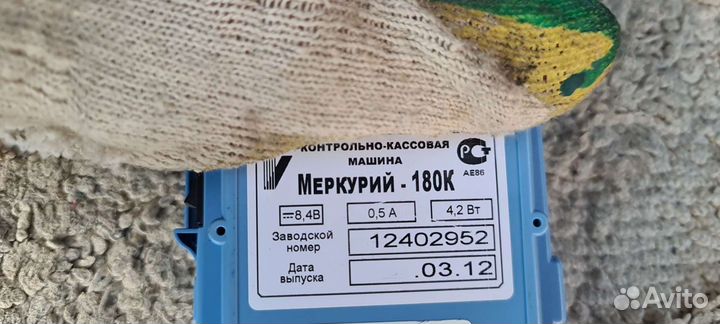 КОНТРОЛЬНО-КАССОВАЯ
МАШИНА
РСТ
АЕ86
МЕРКУРИЙ - 180К
8,4В 0,5 А 4,2 Вт
Заводской номер 12402952
Дата выпуска .03.12
Avito